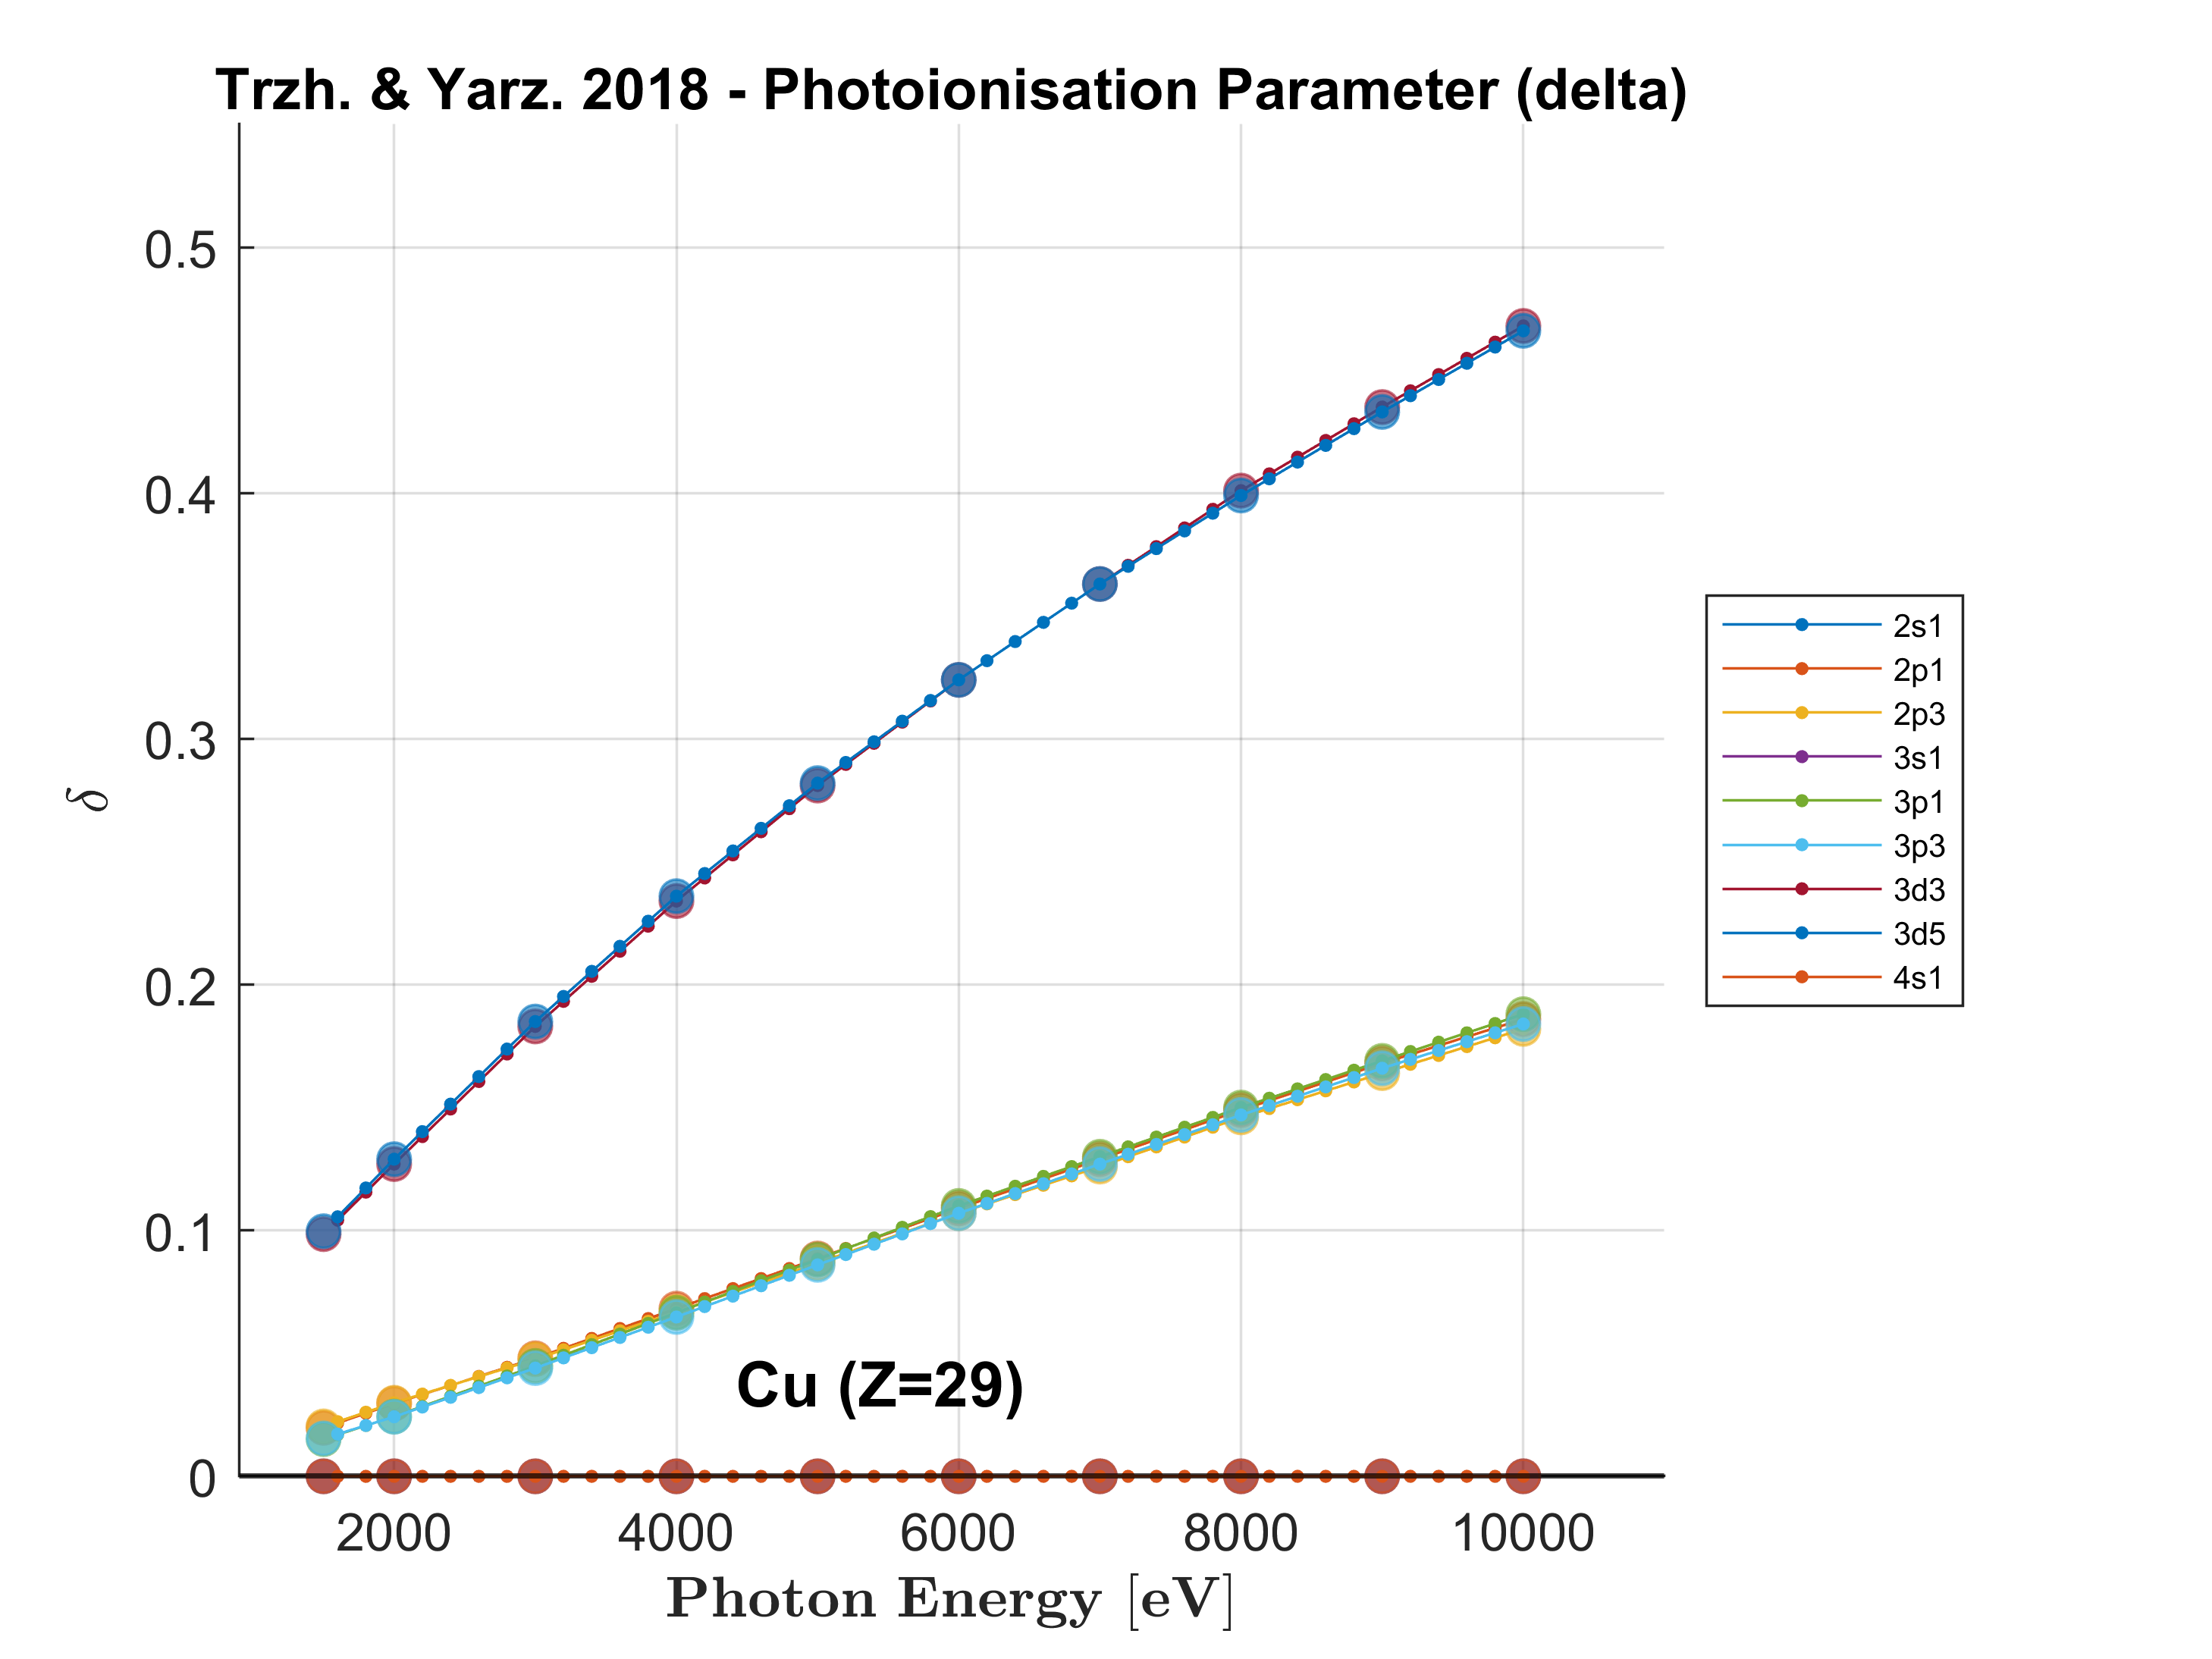 Trzh. & Yarz. 2018 - Photoionisation Parameter (delta)
0.5
0.4
0.3
0.2
0.1
0
δ
2s1
2p1
2p3
3s1
3p1
3p3
3d3
3d5
4s1
Cu (Z=29)
2000 4000 6000 8000 10000
Photon Energy [eV]